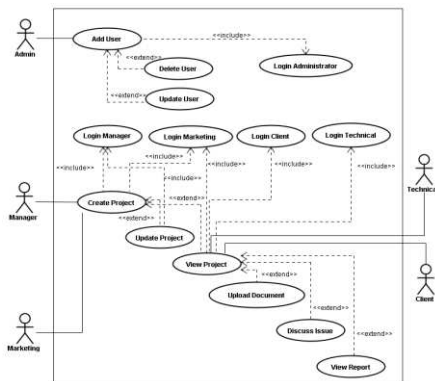 Add User
<<include>>
Admin
<<extend>>
Login Administrator
Delete User
<<extend>>
Update User
Login Manager
Login Marketing
Login Client
Login Technical
<<include>>
<<include>>
<<include>>
<<include>>
<<include>>
Technical
Create Project
<<extend>>
Manager
<<extend>>
Update Project
View Project
<<extend>>
Upload Document
Client
<<extend>>
Discuss Issue
Marketing
<<extend>>
View Report